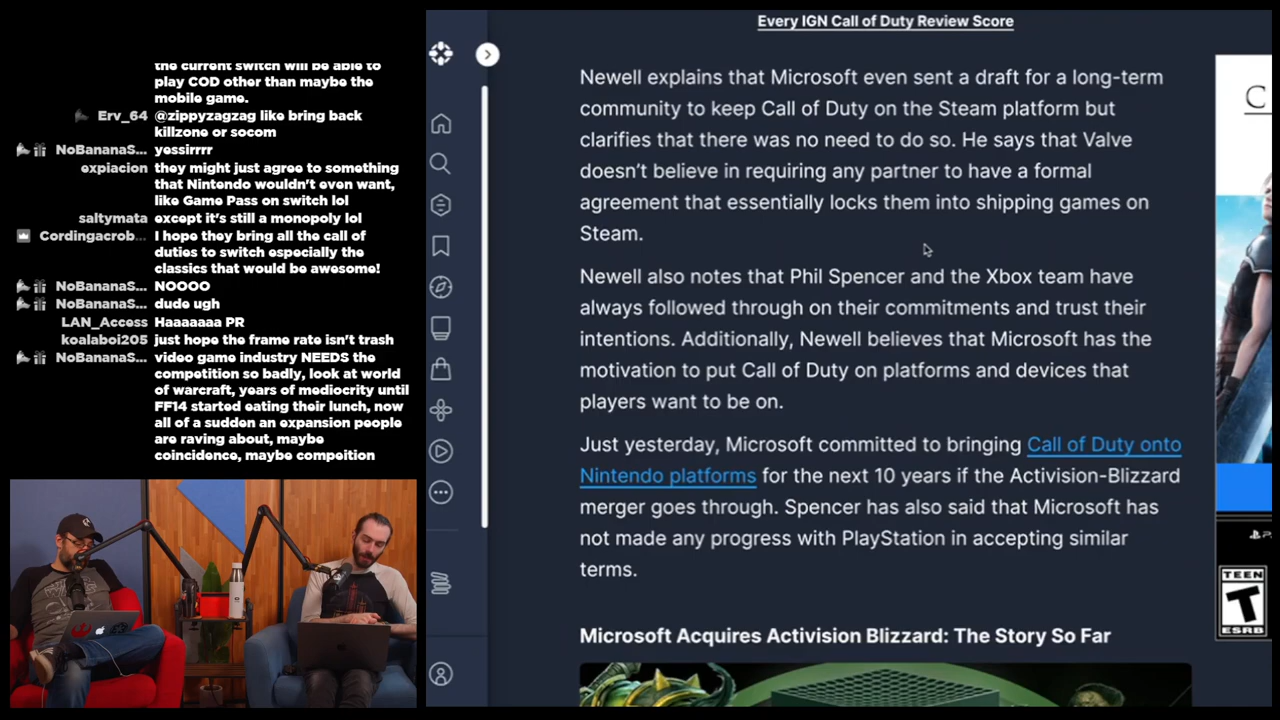 the current switch will be able to
play COD other than maybe the
mobile game.
Erv_64 @zippyzagzag like bring back
killzone or socom
NoBananaS... yessirrrr
expiacion they might just agree to something
that Nintendo wouldn't even want,
like Game Pass on switch lol
saltymata except it's still a monopoly lol
Cordingacrob... I hope they bring all the call of
duties to switch especially the
classics that would be awesome!
NoBananaS... NOOOO
NoBananaS... dude ugh
LAN_Access Haaaaaaa PR
koalaboi205 just hope the frame rate isn't trash
NoBananaS... video game industry NEEDS the
competition so badly, look at world
of warcraft, years of mediocrity until
FF14 started eating their lunch, now
all of a sudden an expansion people
are raving about, maybe
coincidence, maybe compeition
Every IGN Call of Duty Review Score
Newell explains that Microsoft even sent a draft for a long-term
community to keep Call of Duty on the Steam platform but
clarifies that there was no need to do so. He says that Valve
doesn't believe in requiring any partner to have a formal
agreement that essentially locks them into shipping games on
Steam.
Newell also notes that Phil Spencer and the Xbox team have
always followed through on their commitments and trust their
intentions. Additionally, Newell believes that Microsoft has the
motivation to put Call of Duty on platforms and devices that
players want to be on.
Just yesterday, Microsoft committed to bringing Call of Duty onto
Nintendo platforms for the next 10 years if the Activision-Blizzard
merger goes through. Spencer has also said that Microsoft has
not made any progress with PlayStation in accepting similar
terms.
Microsoft Acquires Activision Blizzard: The Story So Far
C
TEEN
T
ESRB